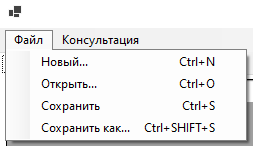 Файл Консультация
Новый... Ctrl+N
Открыть... Ctrl+O
Сохранить Ctrl+S
Сохранить как... Ctrl+SHIFT+S